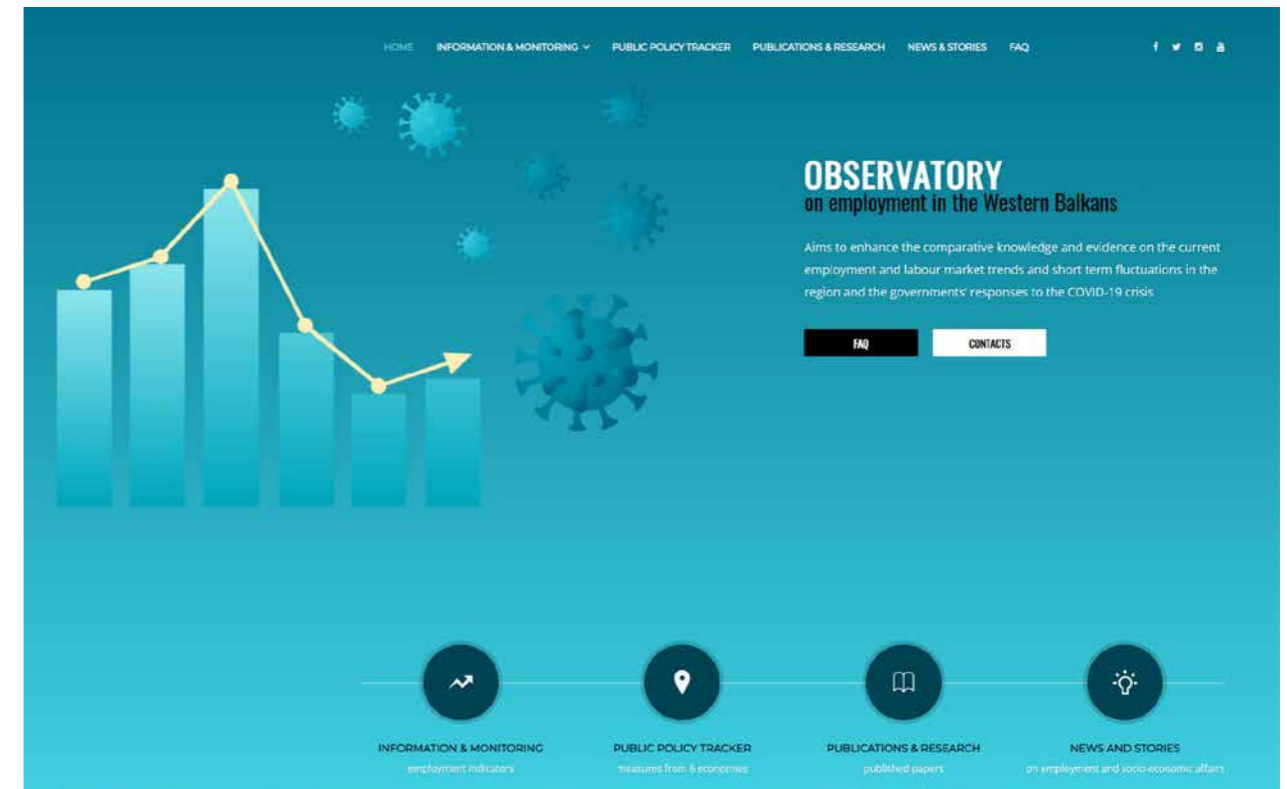 HOME INFORMATION & MONITORING PUBLIC POLICY TRACKER PUBLICATIONS & RESEARCH NEWS & STORIES FAQ
OBSERVATORY
on employment in the Western Balkans
Aims to enhance the comparative knowledge and evidence on the current
employment and labour market trends and short term fluctuations in the
region and the governments' responses to the COVID-19 crisis
FAQ CONTACTS
INFORMATION & MONITORING PUBLIC POLICY TRACKER PUBLICATIONS & RESEARCH NEWS AND STORIES
employment indicators measures from 6 economies published papers on employment and socio-economic affairs